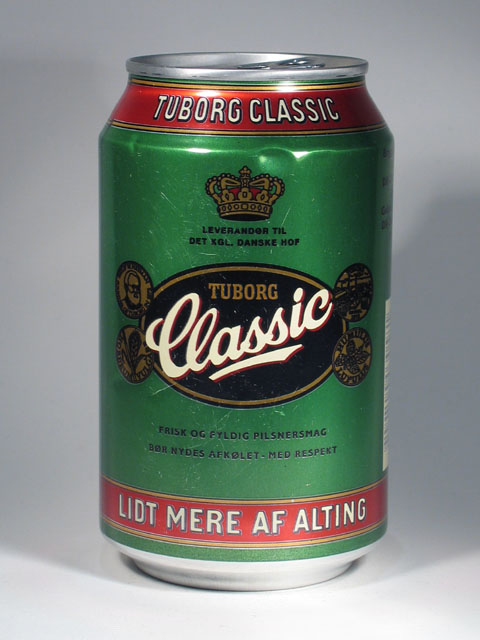 TUBORG CLASSIC
LEVERANDØR TIL
DET KGL. DANSKE HOF
TUBORG
Classic
FRISK OG FYLDIG PILSNERSMAG
BØR NYDES AFKØLET - MED RESPEKT
LIDT MERE AF ALTING